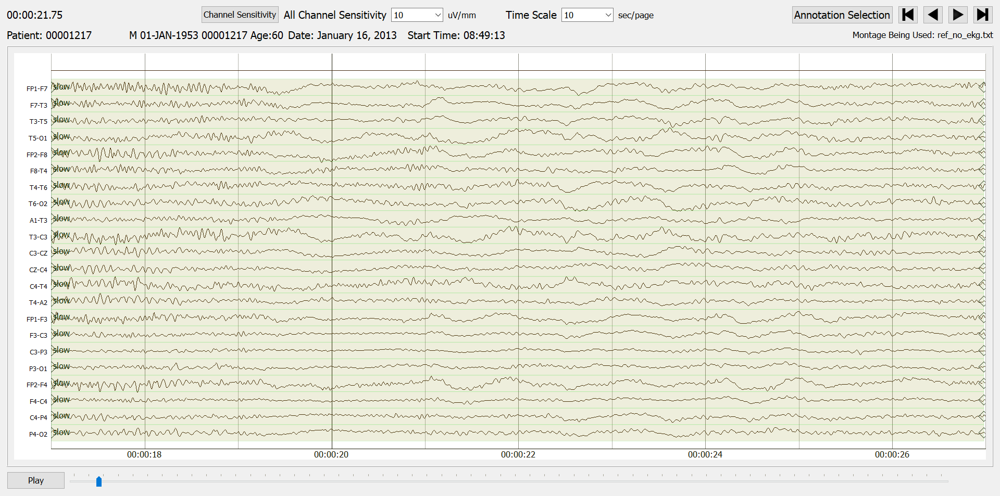 00:00:21.75 Channel Sensitivity All Channel Sensitivity 10 uV/mm Time Scale 10 sec/page Annotation Selection
Patient: 00001217 M 01-JAN-1953 00001217 Age:60 Date: January 16, 2013 Start Time: 08:49:13 Montage Being Used: ref_no_ekg.txt
FP1-F7 slow
F7-T3 slow
T3-T5 slow
T5-O1 slow
FP2-F8 slow
F8-T4 slow
T4-T6 slow
T6-O2 slow
A1-T3 slow
T3-C3 slow
C3-CZ slow
CZ-C4 slow
C4-T4 slow
T4-A2 slow
FP1-F3 slow
F3-C3 slow
C3-P3 slow
P3-O1 slow
FP2-F4 slow
F4-C4 slow
C4-P4 slow
P4-O2 slow
00:00:18 00:00:20 00:00:22 00:00:24 00:00:26
Play